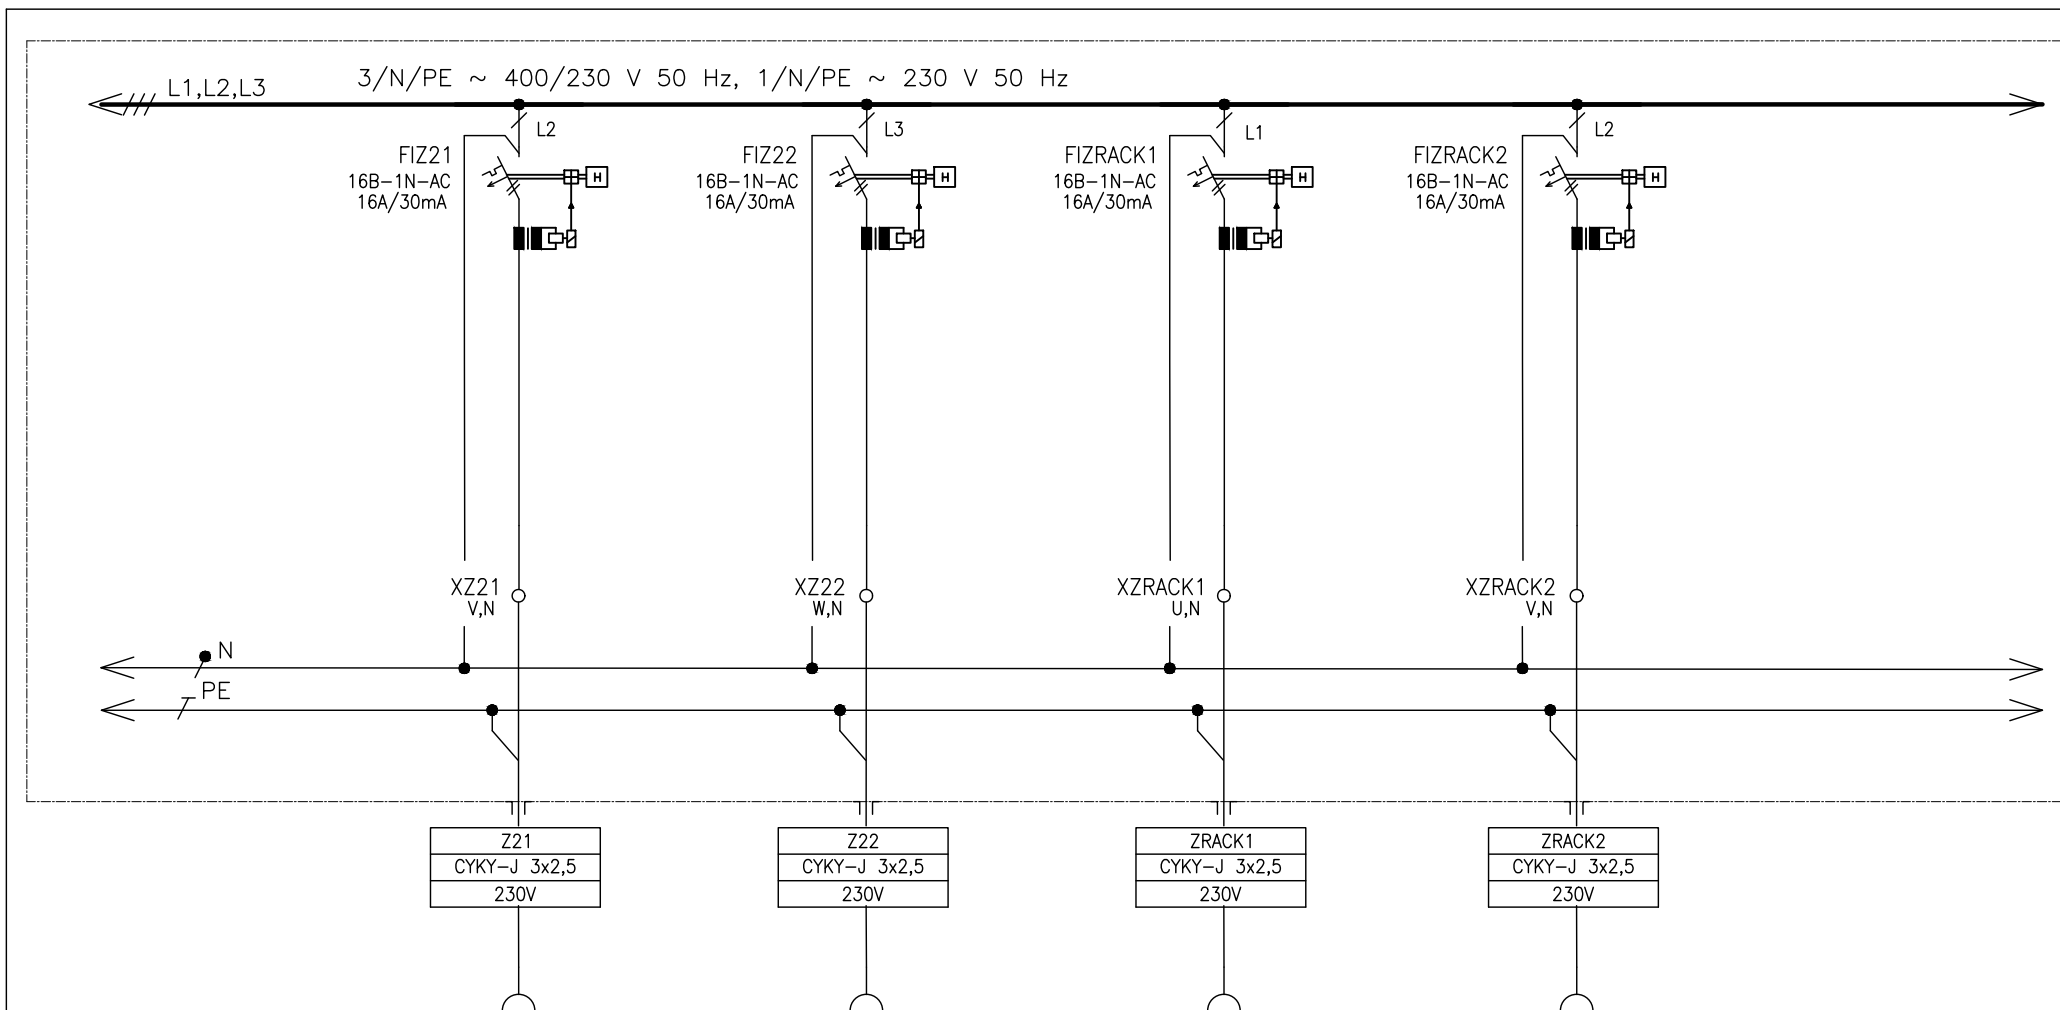 3/N/PE ~ 400/230 V 50 Hz, 1/N/PE ~ 230 V 50 Hz
L1,L2,L3
L2
L3
L1
L2
FIZ21
16B-1N-AC
16A/30mA
H
FIZ22
16B-1N-AC
16A/30mA
H
FIZRACK1
16B-1N-AC
16A/30mA
H
FIZRACK2
16B-1N-AC
16A/30mA
H
XZ21
V,N
XZ22
W,N
XZRACK1
U,N
XZRACK2
V,N
N
PE
Z21
CYKY-J 3x2,5
230V
Z22
CYKY-J 3x2,5
230V
ZRACK1
CYKY-J 3x2,5
230V
ZRACK2
CYKY-J 3x2,5
230V